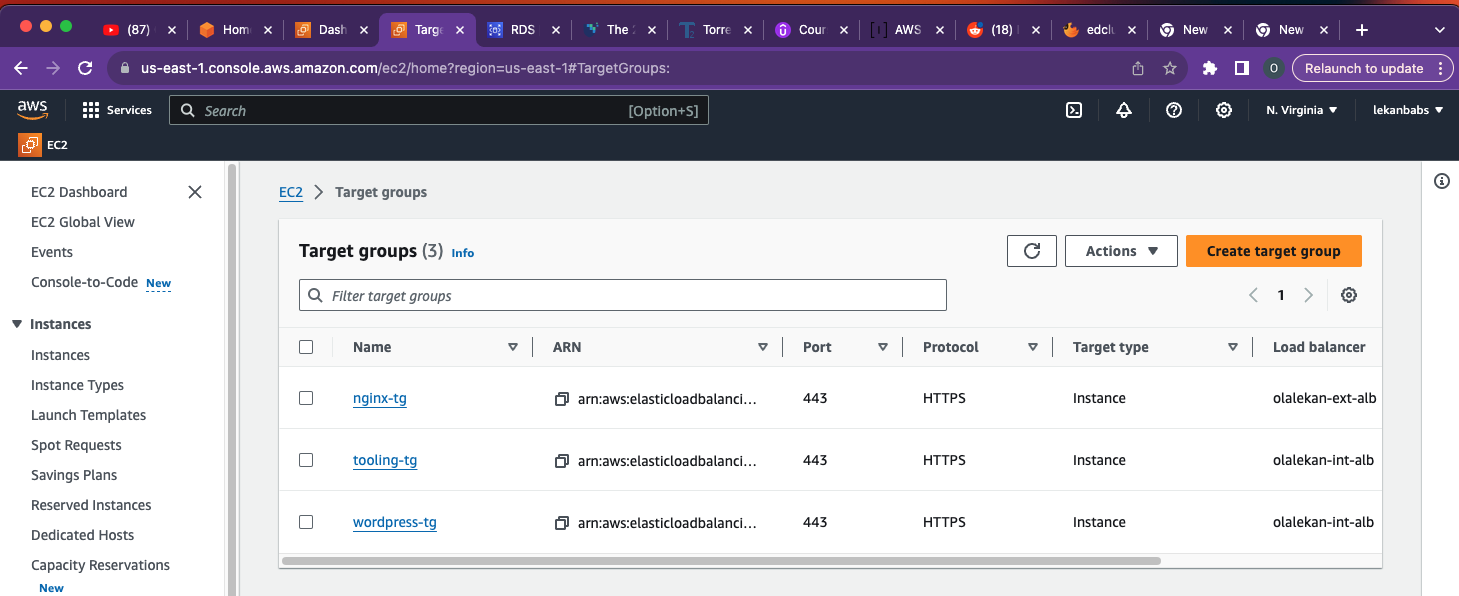 (87) Hom Dash Targe RDS The Torre Cour AWS (18) edclu New New
us-east-1.console.aws.amazon.com/ec2/home?region=us-east-1#TargetGroups: O Relaunch to update
aws Services Search [Option+S] N. Virginia lekanbabs
EC2
EC2 Dashboard
EC2 Global View
Events
Console-to-Code New
Instances
Instances
Instance Types
Launch Templates
Spot Requests
Savings Plans
Reserved Instances
Dedicated Hosts
Capacity Reservations
New
EC2 > Target groups
Target groups (3) Info Actions Create target group
Filter target groups 1
Name ARN Port Protocol Target type Load balancer
nginx-tg arn:aws:elasticloadbalanci... 443 HTTPS Instance olalekan-ext-alb
tooling-tg arn:aws:elasticloadbalanci... 443 HTTPS Instance olalekan-int-alb
wordpress-tg arn:aws:elasticloadbalanci... 443 HTTPS Instance olalekan-int-alb